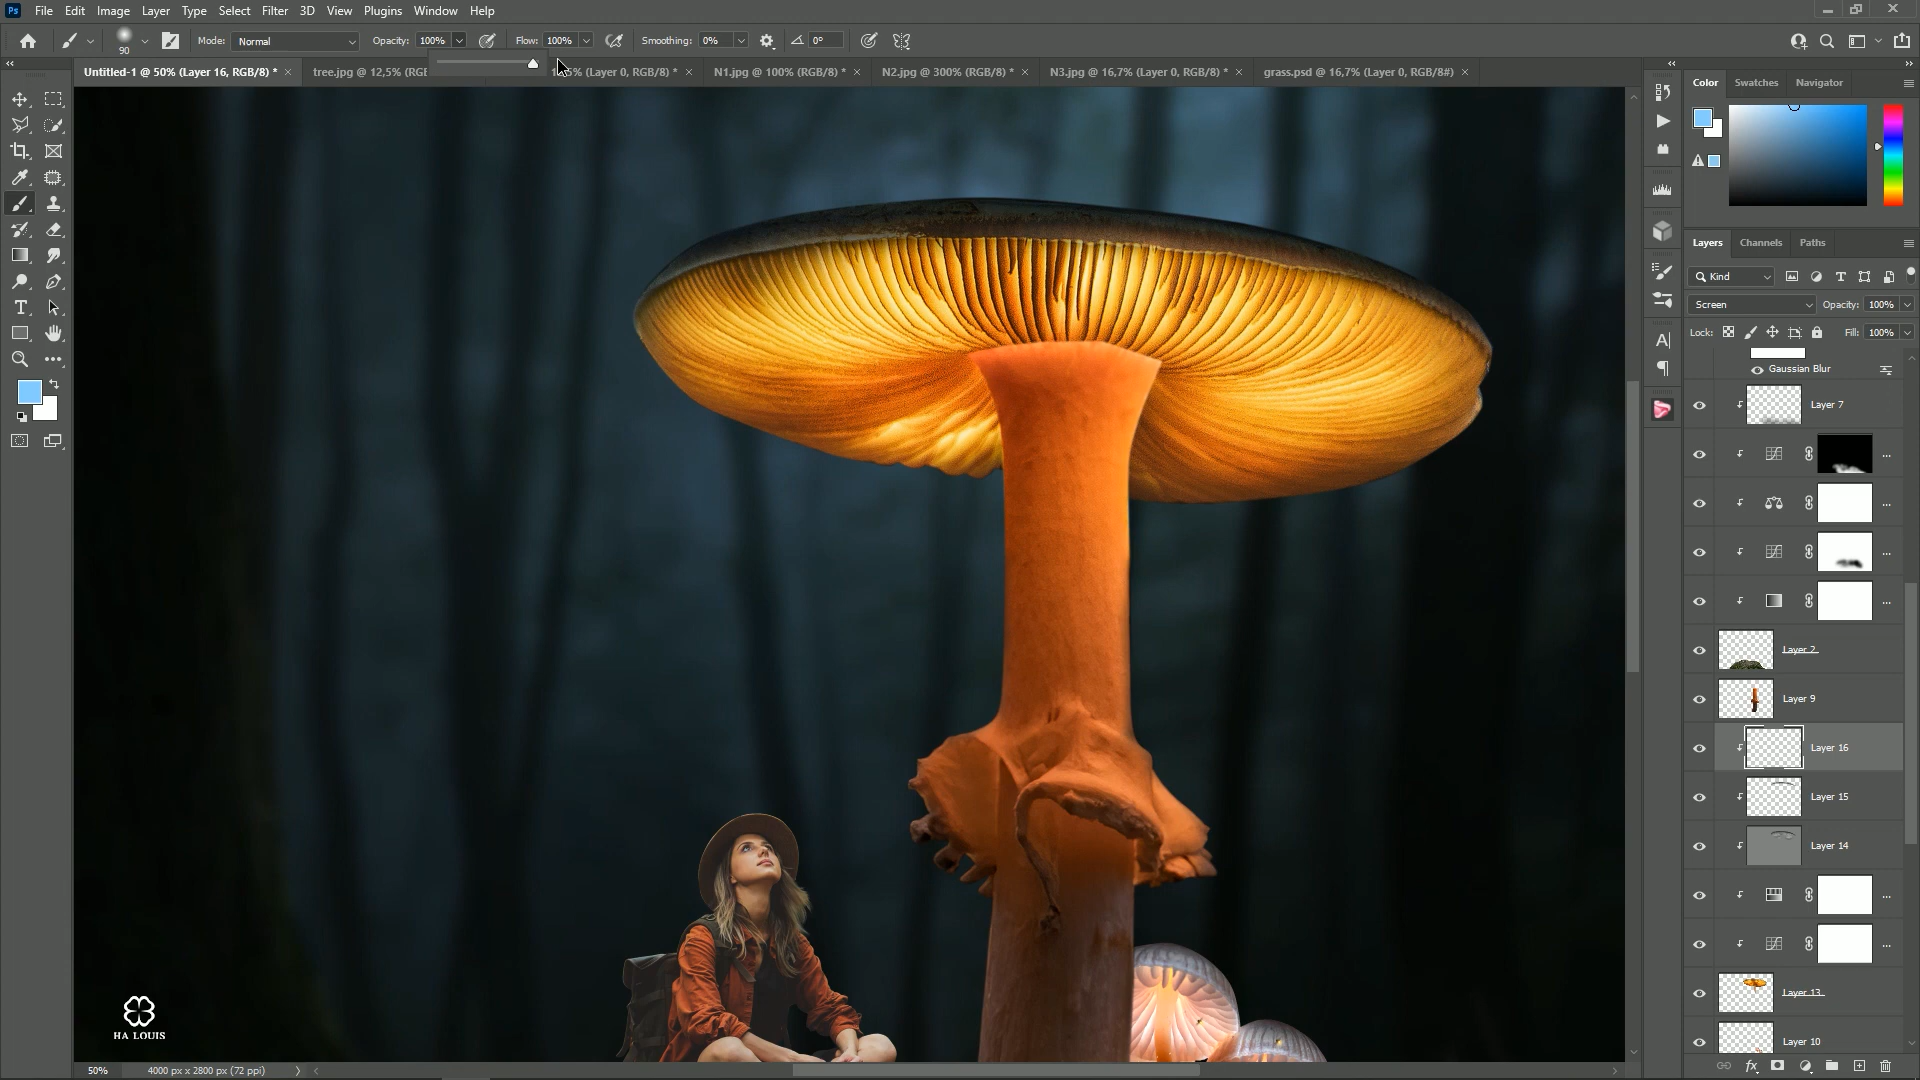 Ps File Edit Image Layer Type Select Filter 3D View Plugins Window Help
90 Mode: Normal Opacity: 100% Flow: 100% Smoothing: 0% 0°
Untitled-1 @ 50% (Layer 16, RGB/8) * × tree.jpg @ 12,5% (RGB (Layer 0, RGB/8) * × N1.jpg @ 100% (RGB/8) * × N2.jpg @ 300% (RGB/8) * × N3.jpg @ 16,7% (Layer 0, RGB/8) * × grass.psd @ 16,7% (Layer 0, RGB/8#) ×
Color Swatches Navigator
Layers Channels Paths
Kind
Screen Opacity: 100%
Lock: Fill: 100%
Gaussian Blur
Layer 7
Layer 2
Layer 9
Layer 16
Layer 15
Layer 14
Layer 13
Layer 10
HA LOUIS
50% 4000 px x 2800 px (72 ppi)